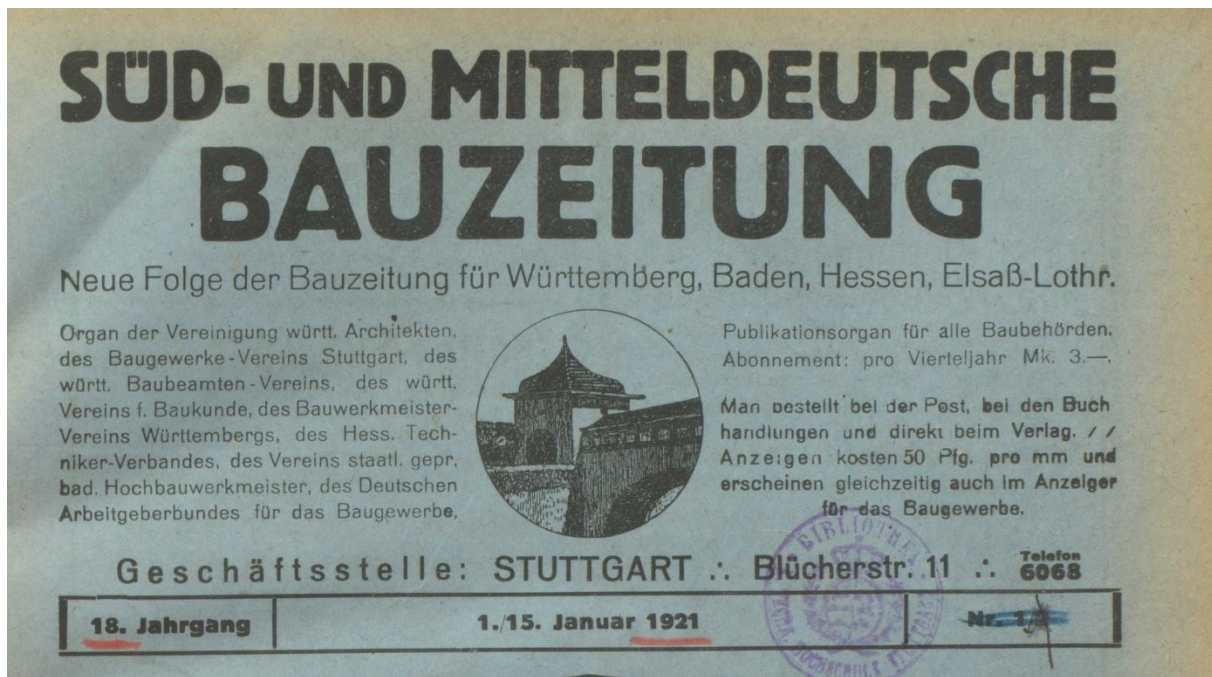 SÜD- UND MITTELDEUTSCHE
BAUZEITUNG
Neue Folge der Bauzeitung für Württemberg, Baden, Hessen, Elsaß-Lothr.
Organ der Vereinigung württ. Architekten,
des Baugewerke-Vereins Stuttgart, des
württ. Baubeamten-Vereins, des württ.
Vereins f. Baukunde, des Bauwerkmeister-
Vereins Württembergs, des Hess. Tech-
niker-Verbandes, des Vereins staatl. gepr.
bad. Hochbauwerkmeister, des Deutschen
Arbeitgeberbundes für das Baugewerbe,
Publikationsorgan für alle Baubehörden.
Abonnement: pro Vierteljahr Mk. 3.—.
Man bestellt bei der Post, bei den Buch
handlungen und direkt beim Verlag. / /
Anzeigen kosten 50 Pfg. pro mm und
erscheinen gleichzeitig auch im Anzeiger
für das Baugewerbe.
Geschäftsstelle: STUTTGART ∴ Blücherstr. 11 ∴ Telefon 6068
18. Jahrgang
1./15. Januar 1921
Nr. 1/2
BIBLIOTHEK
HOCHSCHULE STUTTGART